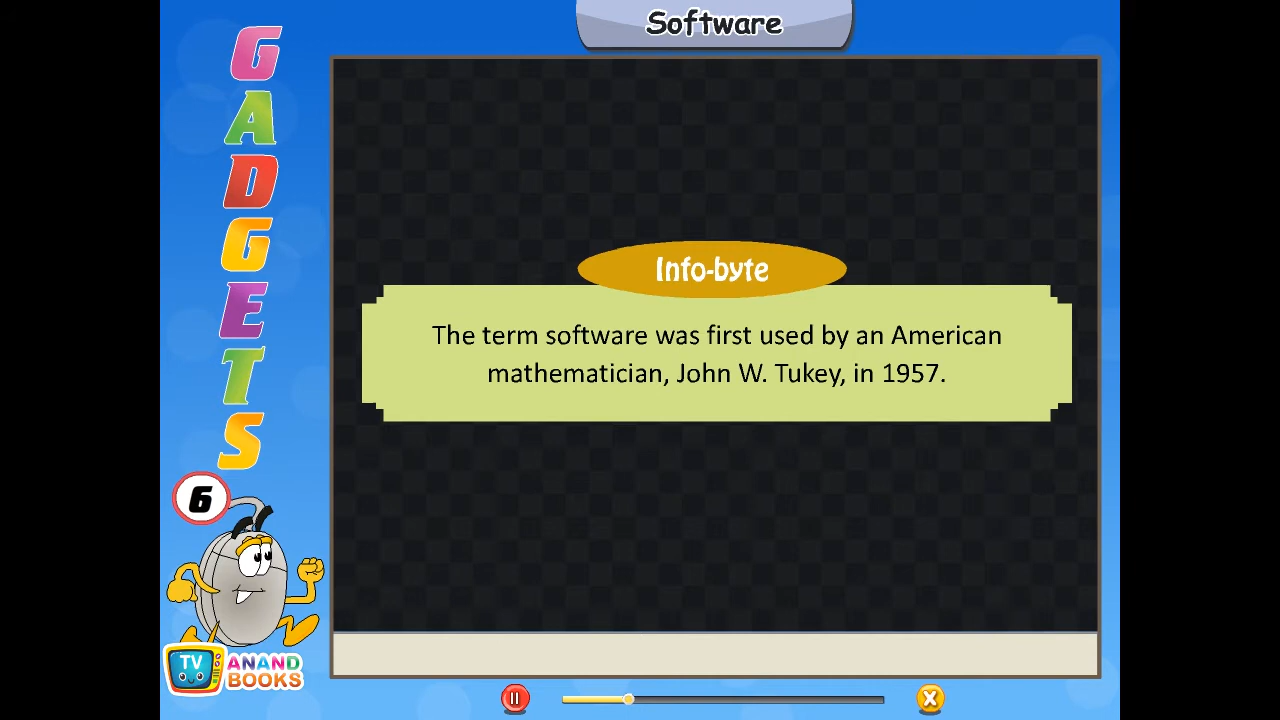 Software
GADGETS
Info-byte
The term software was first used by an American
mathematician, John W. Tukey, in 1957.
6
TV
ANAND
BOOKS